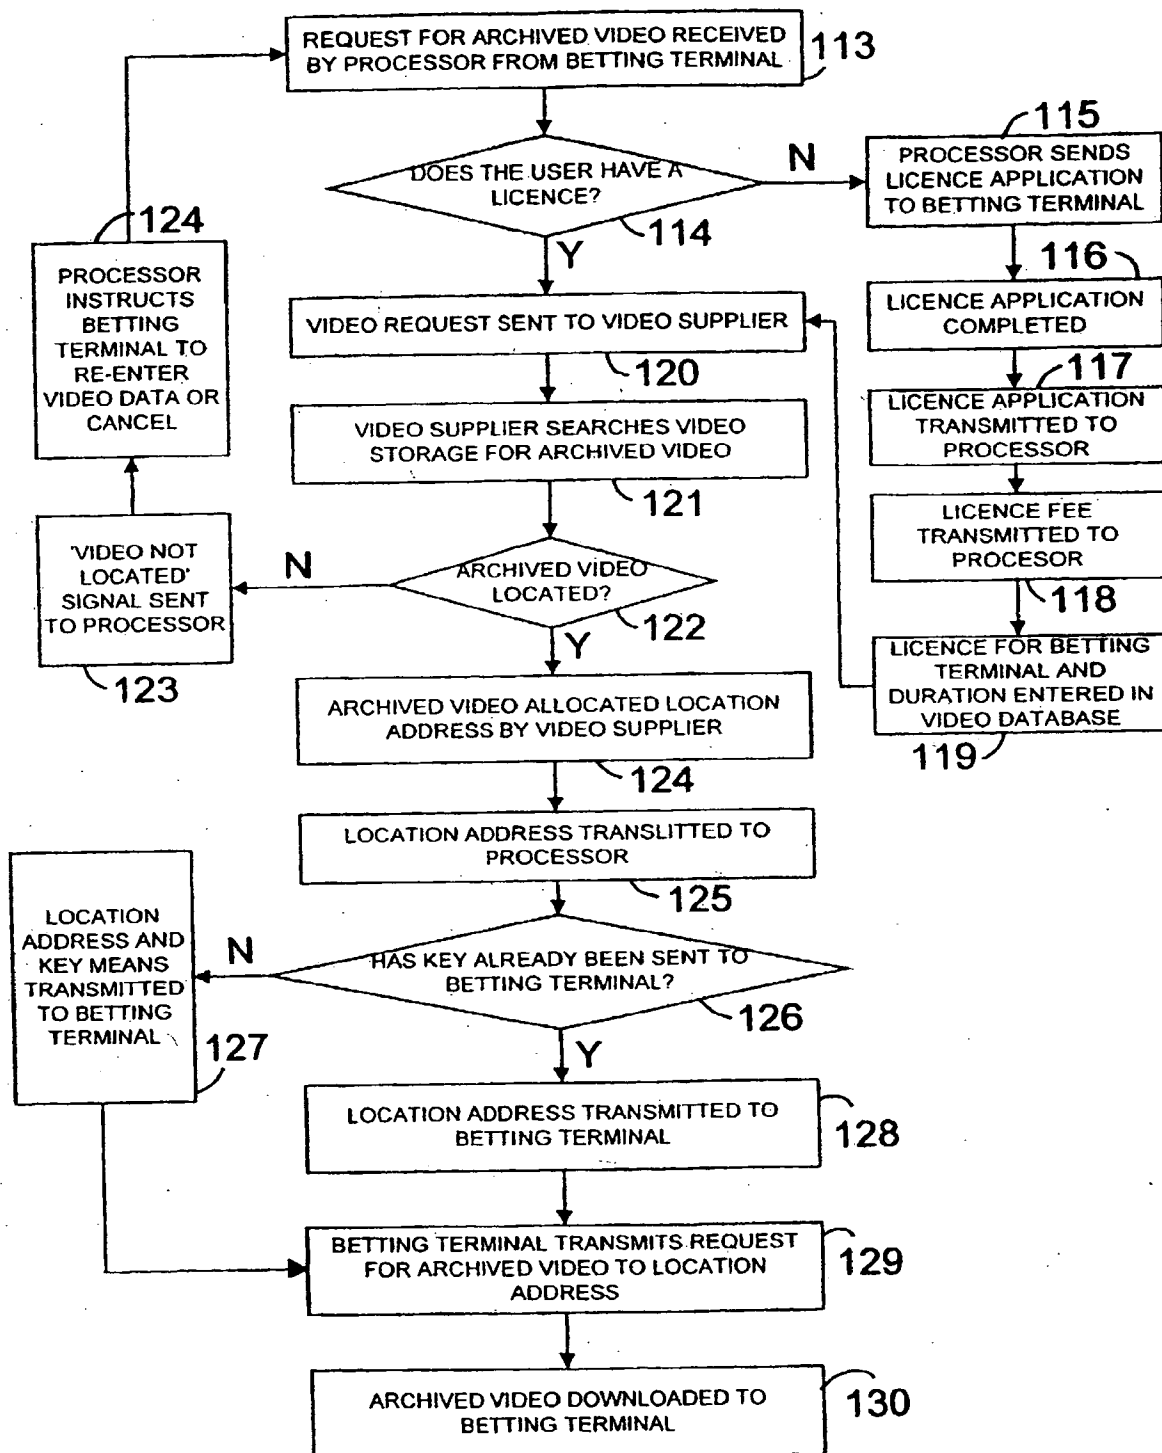 REQUEST FOR ARCHIVED VIDEO RECEIVED
BY PROCESSOR FROM BETTING TERMINAL
113
DOES THE USER HAVE A
LICENCE?
114
N
Y
115
PROCESSOR SENDS
LICENCE APPLICATION
TO BETTING TERMINAL
116
LICENCE APPLICATION
COMPLETED
117
LICENCE APPLICATION
TRANSMITTED TO
PROCESSOR
LICENCE FEE
TRANSMITTED TO
PROCESOR
118
LICENCE FOR BETTING
TERMINAL AND
DURATION ENTERED IN
VIDEO DATABASE
119
124
PROCESSOR
INSTRUCTS
BETTING
TERMINAL TO
RE-ENTER
VIDEO DATA OR
CANCEL
VIDEO REQUEST SENT TO VIDEO SUPPLIER
120
VIDEO SUPPLIER SEARCHES VIDEO
STORAGE FOR ARCHIVED VIDEO
121
ARCHIVED VIDEO
LOCATED?
122
N
Y
'VIDEO NOT
LOCATED'
SIGNAL SENT
TO PROCESSOR
123
ARCHIVED VIDEO ALLOCATED LOCATION
ADDRESS BY VIDEO SUPPLIER
124
LOCATION ADDRESS TRANSLITTED TO
PROCESSOR
125
HAS KEY ALREADY BEEN SENT TO
BETTING TERMINAL?
126
N
Y
LOCATION
ADDRESS AND
KEY MEANS
TRANSMITTED
TO BETTING
TERMINAL
127
LOCATION ADDRESS TRANSMITTED TO
BETTING TERMINAL
128
BETTING TERMINAL TRANSMITS REQUEST
FOR ARCHIVED VIDEO TO LOCATION
ADDRESS
129
ARCHIVED VIDEO DOWNLOADED TO
BETTING TERMINAL
130